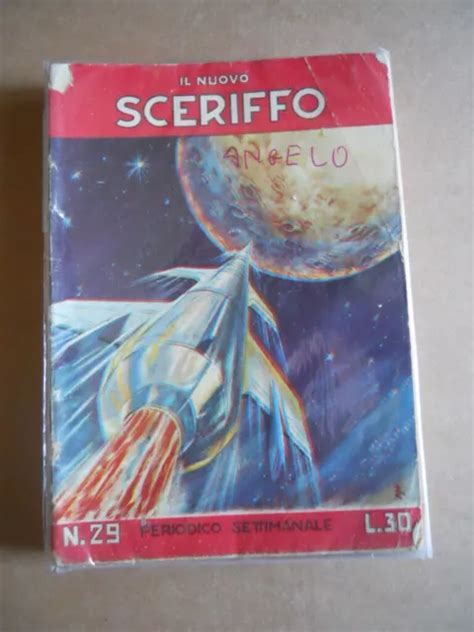 IL NUOVO
SCERIFFO
ANGELO
N.29 PERIODICO SETTIMANALE L.30